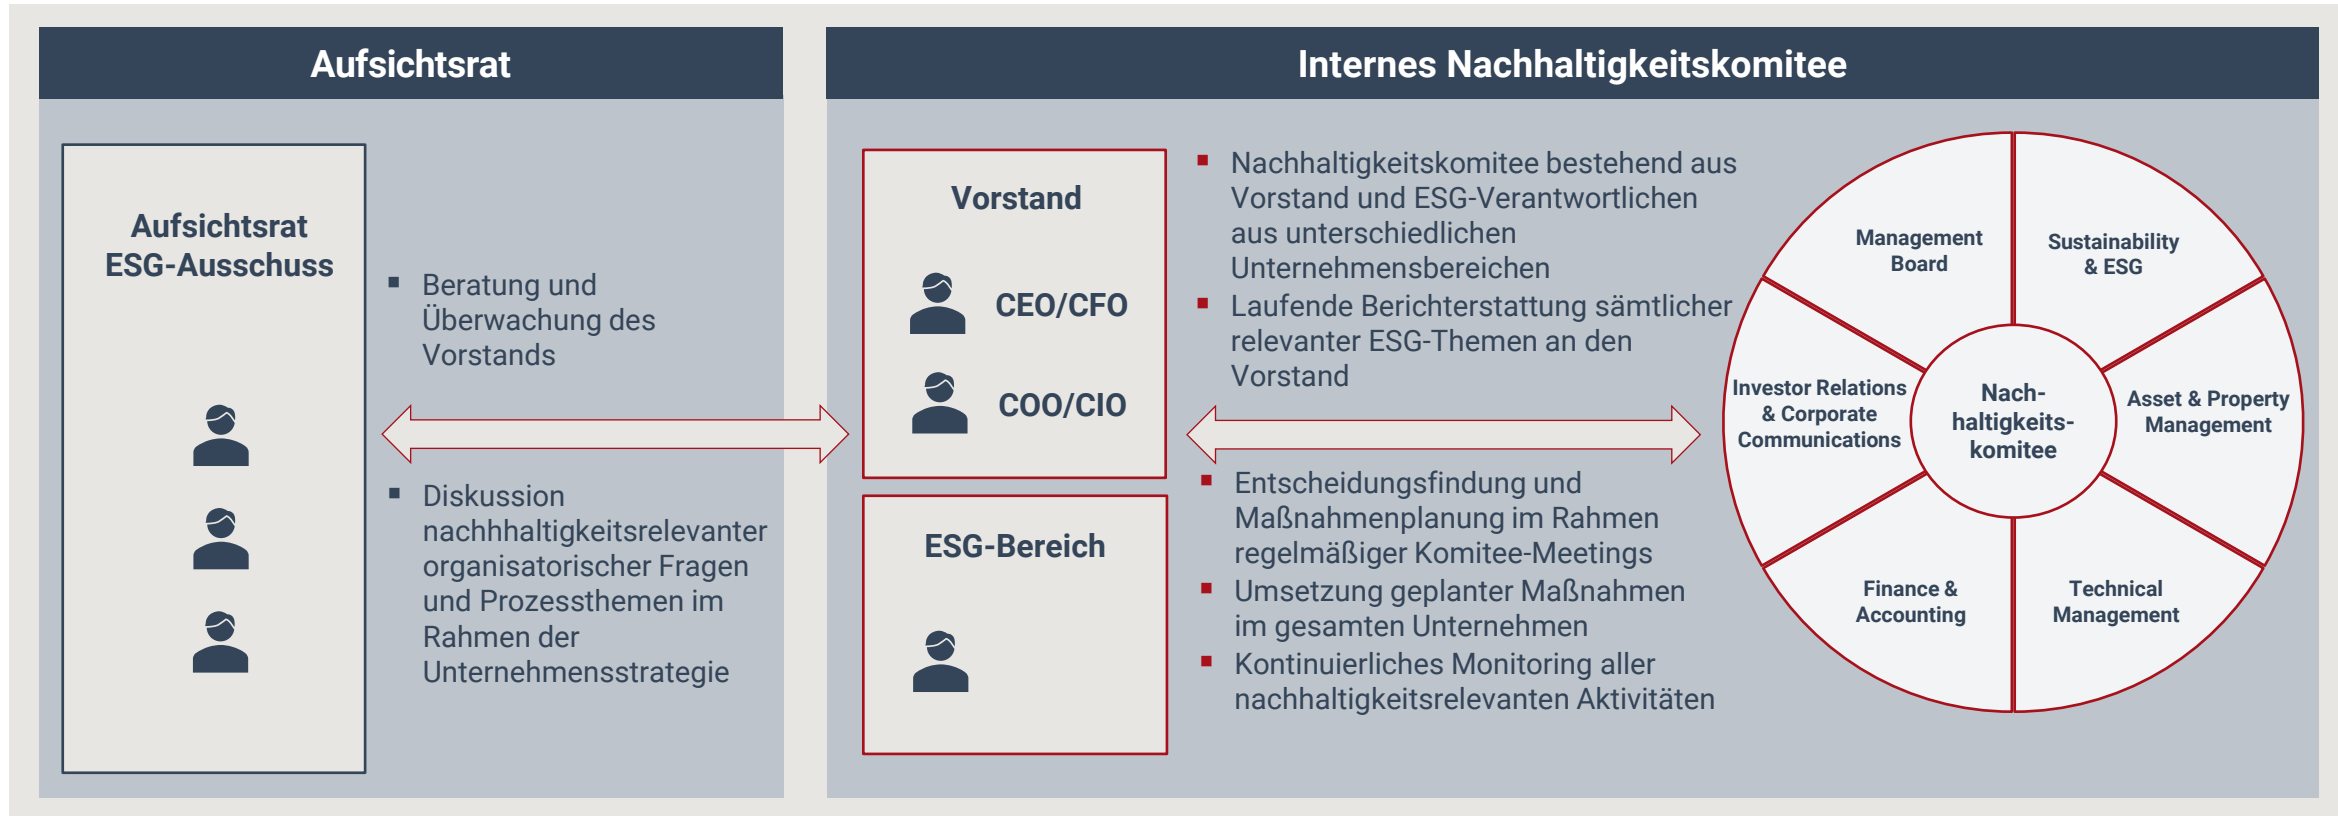 Aufsichtsrat
Aufsichtsrat
ESG-Ausschuss
▪ Beratung und
Überwachung des
Vorstands
▪ Diskussion
nachhhaltigkeitsrelevanter
organisatorischer Fragen
und Prozessthemen im
Rahmen der
Unternehmensstrategie
Internes Nachhaltigkeitskomitee
Vorstand
CEO/CFO
COO/CIO
ESG-Bereich
▪ Nachhaltigkeitskomitee bestehend aus
Vorstand und ESG-Verantwortlichen
aus unterschiedlichen
Unternehmensbereichen
▪ Laufende Berichterstattung sämtlicher
relevanter ESG-Themen an den
Vorstand
▪ Entscheidungsfindung und
Maßnahmenplanung im Rahmen
regelmäßiger Komitee-Meetings
▪ Umsetzung geplanter Maßnahmen
im gesamten Unternehmen
▪ Kontinuierliches Monitoring aller
nachhaltigkeitsrelevanten Aktivitäten
Management
Board
Sustainability
& ESG
Investor Relations
& Corporate
Communications
Nach-
haltigkeits-
komitee
Asset & Property
Management
Finance &
Accounting
Technical
Management